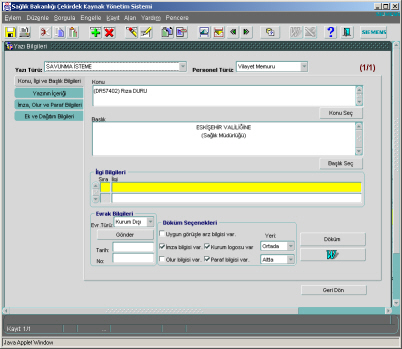 Sağlık Bakanlığı Çekirdek Kaynak Yönetim Sistemi
Eylem Düzenle Sorgula Engelle Kayıt Alan Yardım Pencere
SIEMENS
Yazı Bilgileri
Yazı Türü: SAVUNMA İSTEME
Personel Türü: Vilayet Memuru
(1/1)
Konu, İlgi ve Başlık Bilgileri
Yazının İçeriği
İmza, Olur ve Paraf Bilgileri
Ek ve Dağıtım Bilgileri
Konu
(DR57402) Rıza DURU
Konu Seç
Başlık
ESKİŞEHİR VALİLİĞİNE
(Sağlık Müdürlüğü)
Başlık Seç
İlgi Bilgileri
Sıra İlgi
Evrak Bilgileri
Evr.Türü: Kurum Dışı
Gönder
Tarih:
No:
Döküm Seçenekleri
Uygun görüşle arz bilgisi var.
Yeri:
İmza bilgisi var. Kurum logosu var Ortada
Olur bilgisi var. Paraf bilgisi var. Altta
Döküm
Geri Dön
Kayıt: 1/1
Java Applet Window